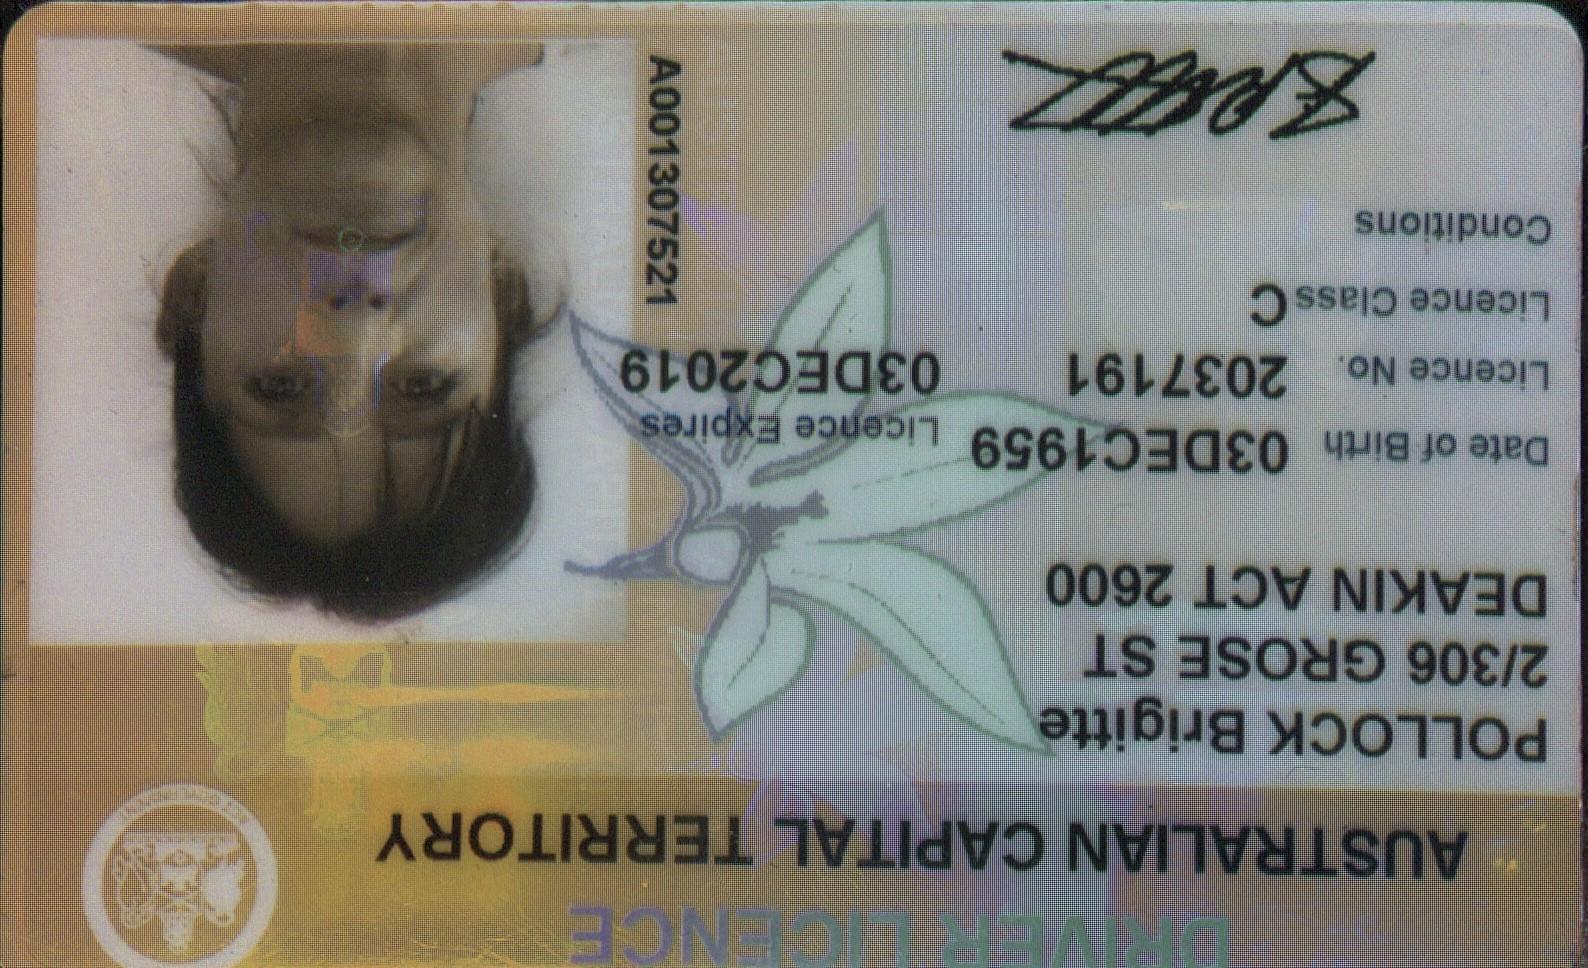 DRIVER LICENCE
AUSTRALIAN CAPITAL TERRITORY
POLLOCK Brigitte
2/306 GROSE ST
DEAKIN ACT 2600
Date of Birth 03DEC1959
Licence Expires
Licence No. 2037191 03DEC2019
Licence Class C
Conditions
A001307521